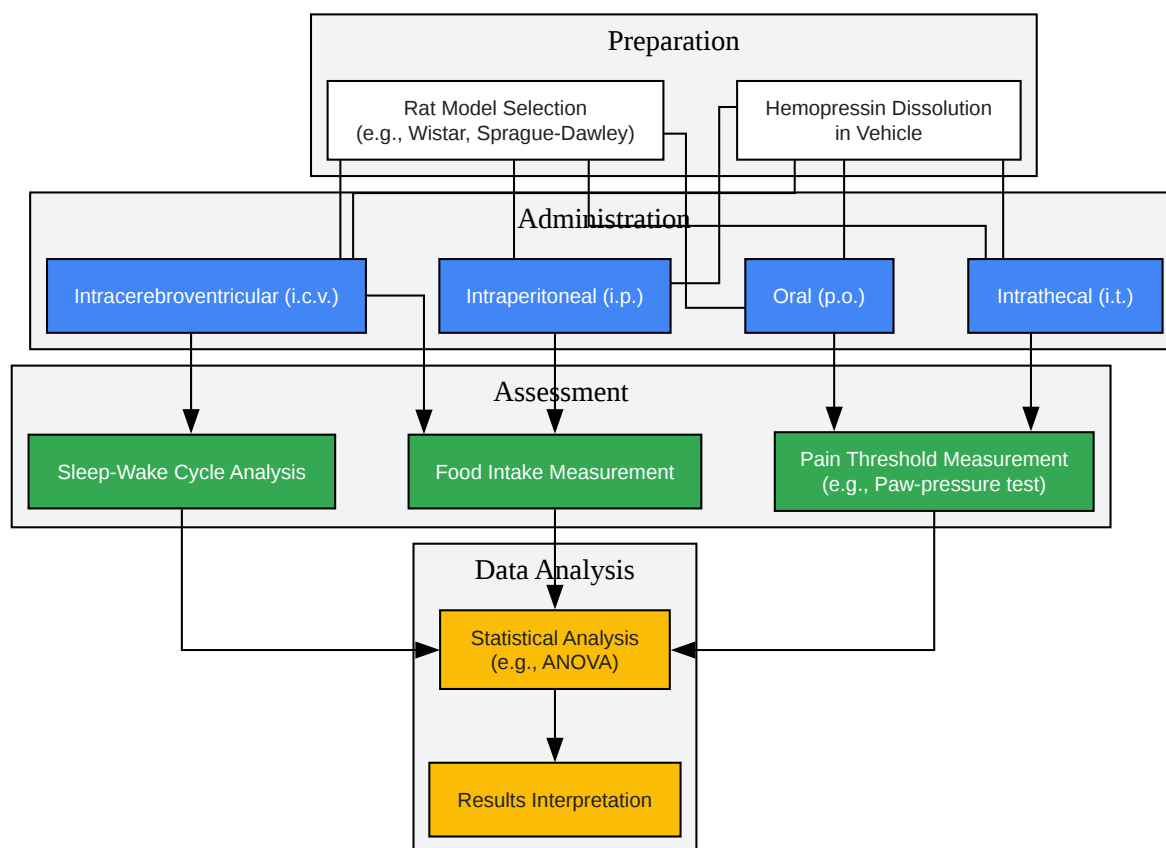 Preparation
Rat Model Selection
(e.g., Wistar, Sprague-Dawley)
Hemopressin Dissolution
in Vehicle
Administration
Intracerebroventricular (i.c.v.)
Intraperitoneal (i.p.)
Oral (p.o.)
Intrathecal (i.t.)
Assessment
Sleep-Wake Cycle Analysis
Food Intake Measurement
Pain Threshold Measurement
(e.g., Paw-pressure test)
Data Analysis
Statistical Analysis
(e.g., ANOVA)
Results Interpretation